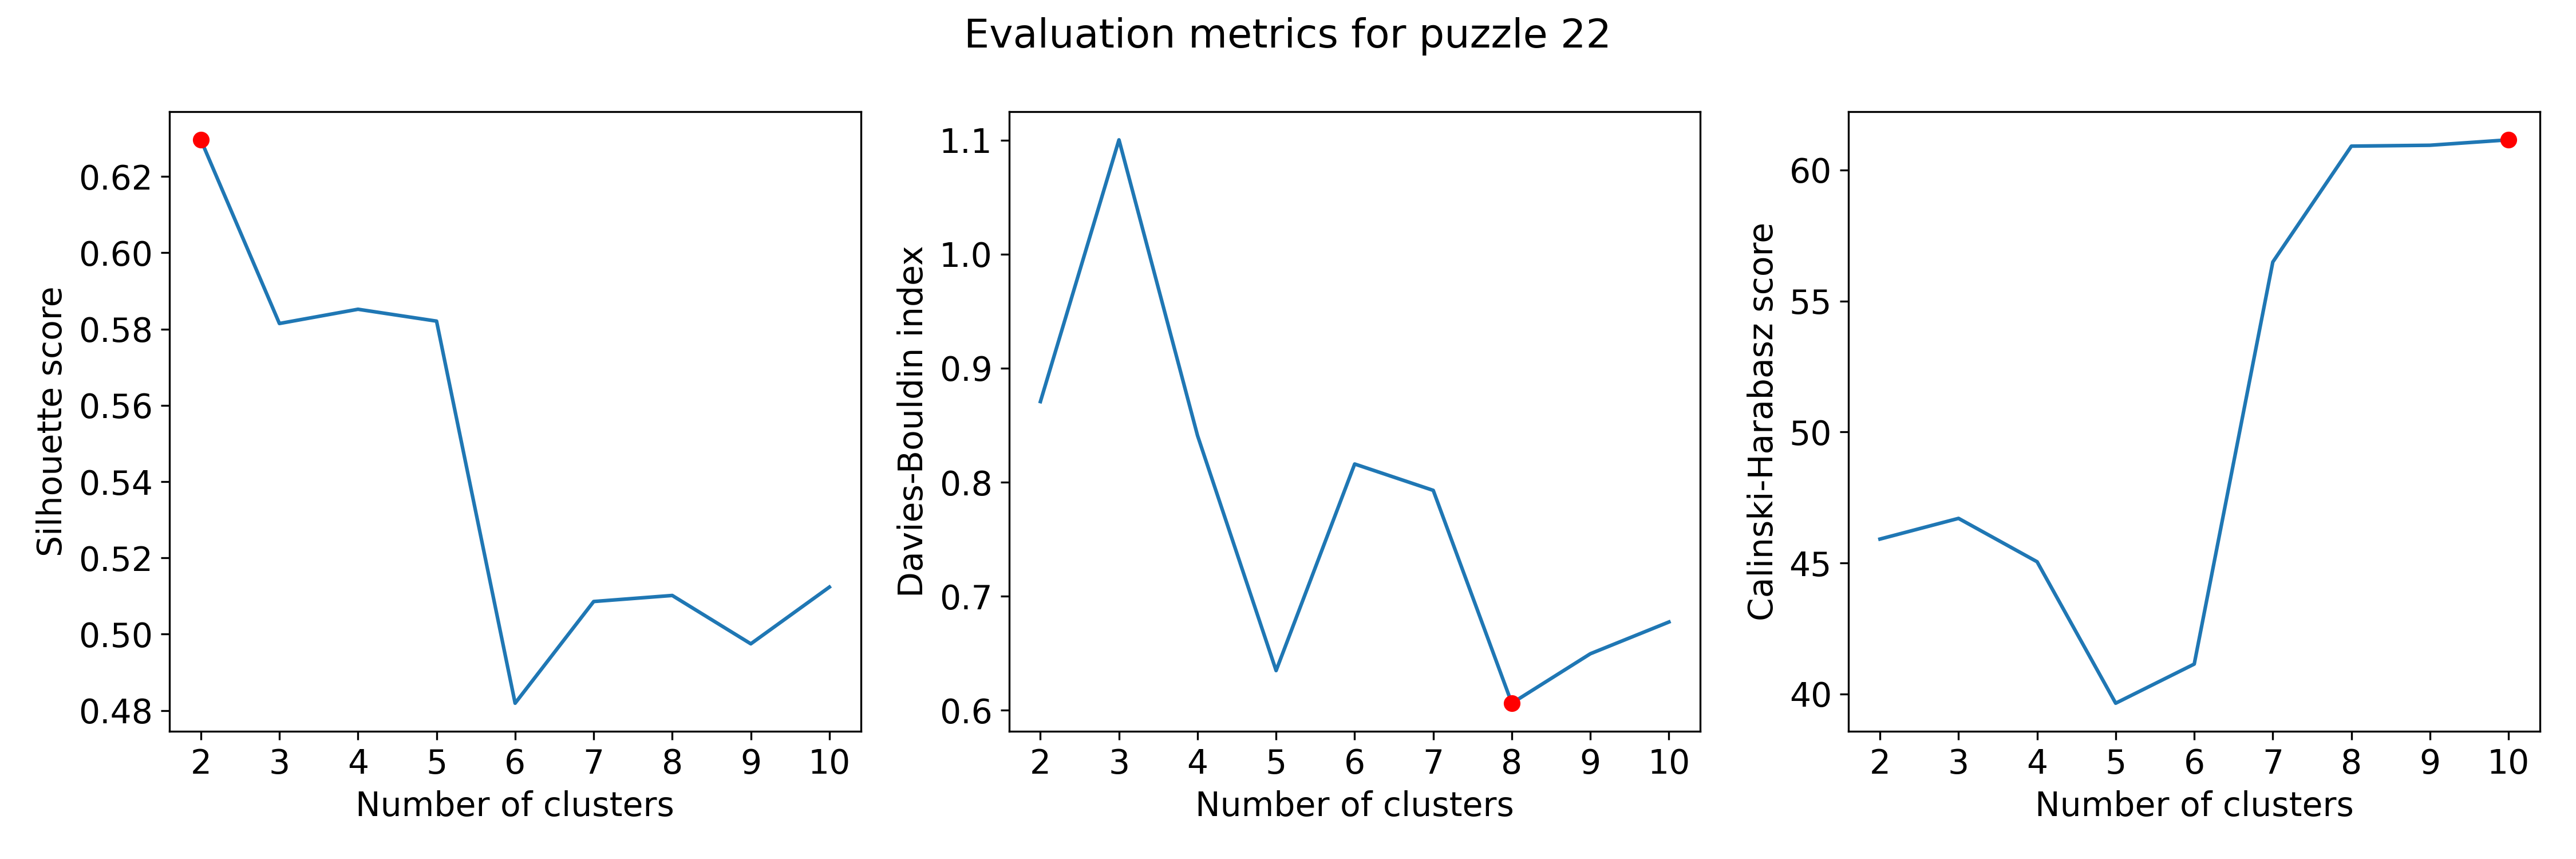 Evaluation metrics for puzzle 22
Silhouette score
0.62
0.60
0.58
0.56
0.54
0.52
0.50
0.48
2 3 4 5 6 7 8 9 10
Number of clusters
Davies-Bouldin index
1.1
1.0
0.9
0.8
0.7
0.6
2 3 4 5 6 7 8 9 10
Number of clusters
Calinski-Harabasz score
60
55
50
45
40
2 3 4 5 6 7 8 9 10
Number of clusters